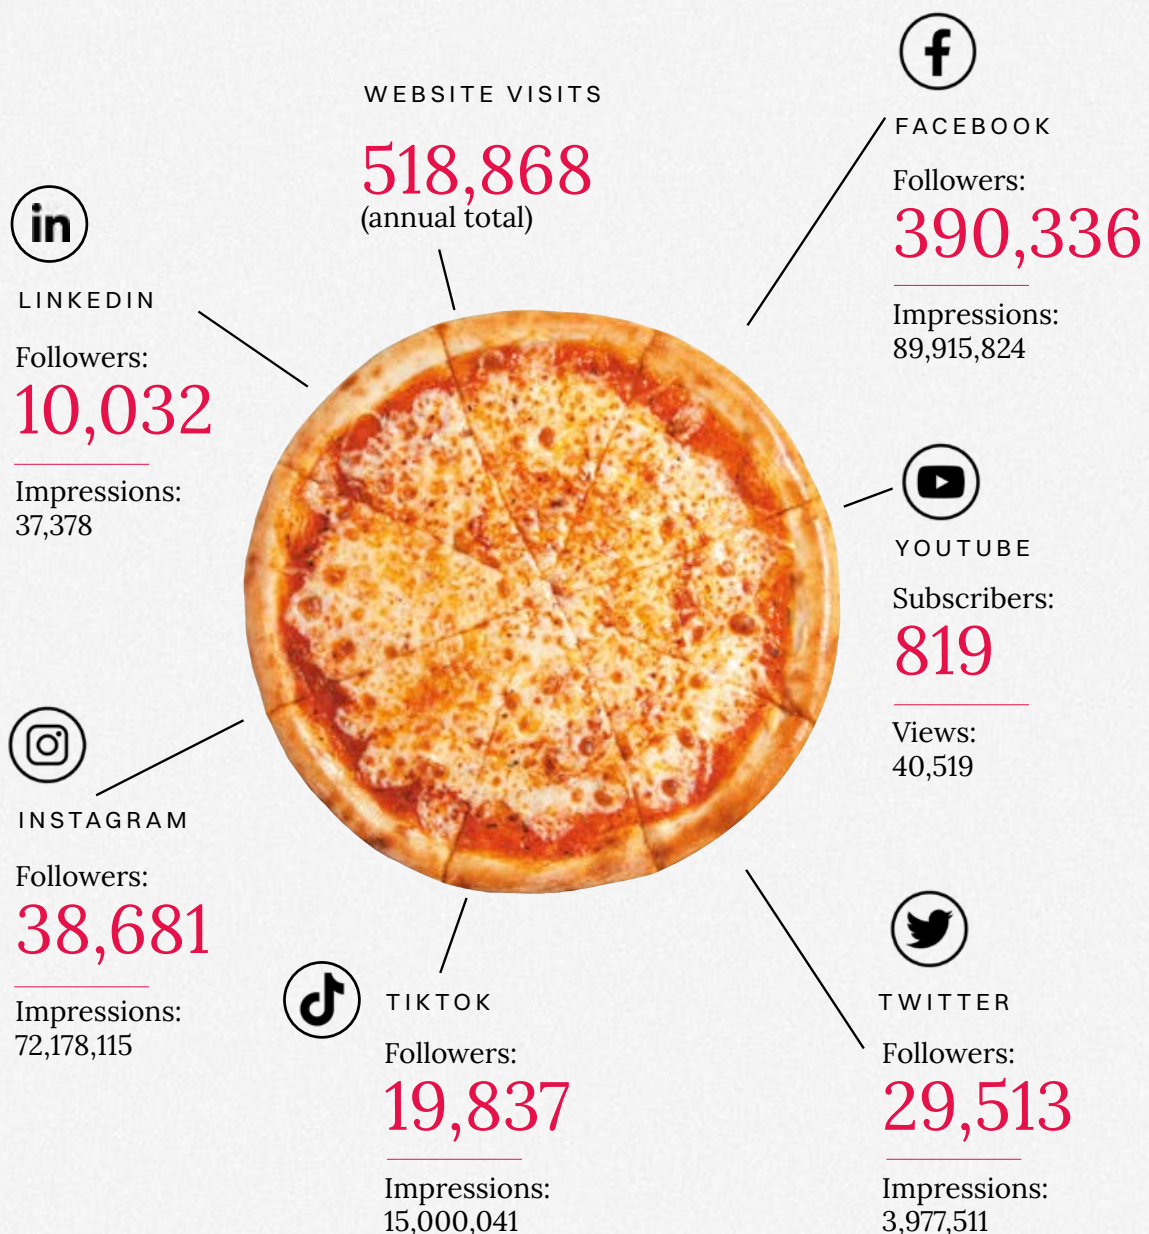 WEBSITE VISITS
518,868
(annual total)
FACEBOOK
Followers:
390,336
Impressions:
89,915,824
in
LINKEDIN
Followers:
10,032
Impressions:
37,378
YOUTUBE
Subscribers:
819
Views:
40,519
INSTAGRAM
Followers:
38,681
Impressions:
72,178,115
TIKTOK
Followers:
19,837
Impressions:
15,000,041
TWITTER
Followers:
29,513
Impressions:
3,977,511